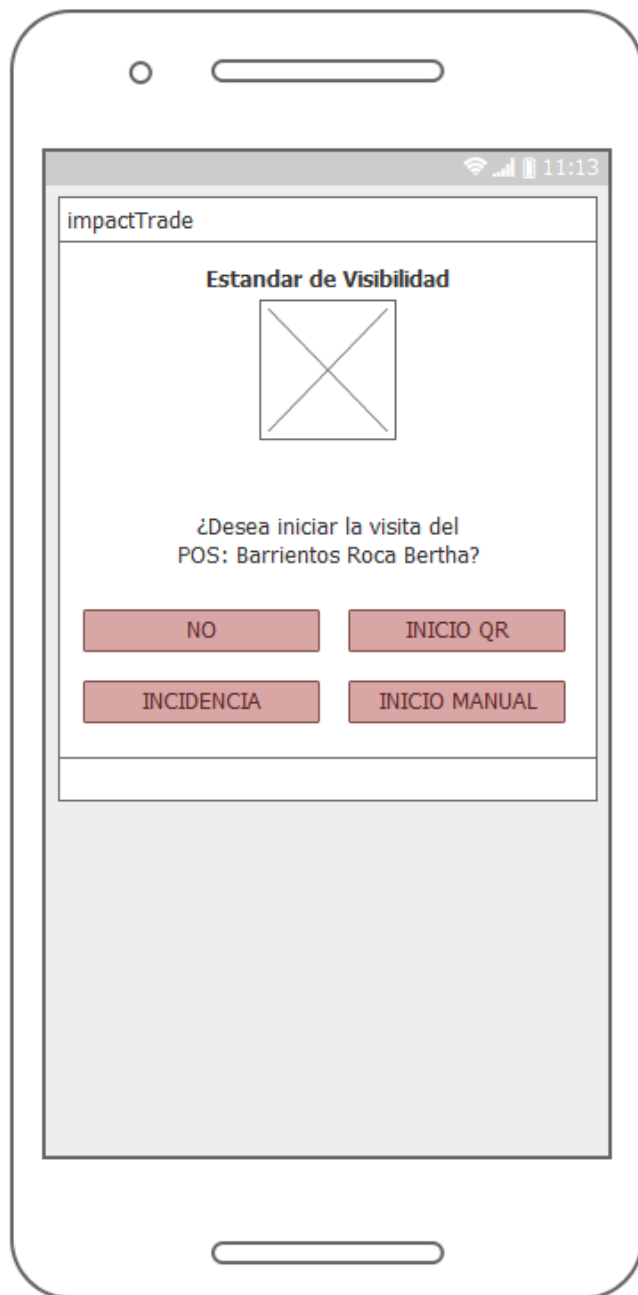 11:13
impactTrade
Estandar de Visibilidad
¿Desea iniciar la visita del
POS: Barrientos Roca Bertha?
NO
INICIO QR
INCIDENCIA
INICIO MANUAL